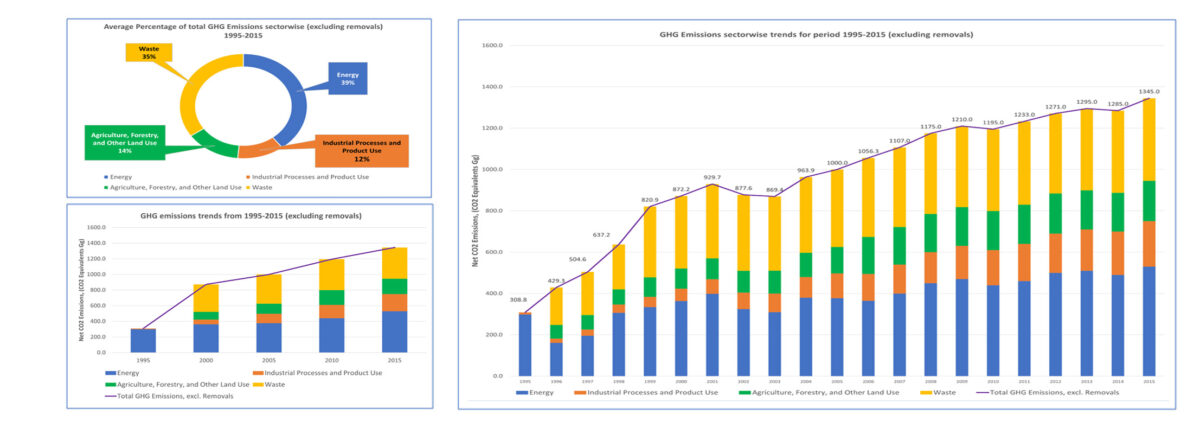 Average Percentage of total GHG Emissions sectorwise (excluding removals)
1995-2015
Waste
35%
Energy
39%
Agriculture, Forestry,
and Other Land Use
14%
Industrial Processes and
Product Use
12%
Energy
Industrial Processes and Product Use
Agriculture, Forestry, and Other Land Use
Waste
GHG emissions trends from 1995-2015 (excluding removals)
Net CO2 Emissions, (CO2 Equivalents Gg)
1600.0
1400.0
1200.0
1000.0
800.0
600.0
400.0
200.0
0.0
1995 2000 2005 2010 2015
Energy
Industrial Processes and Product Use
Agriculture, Forestry, and Other Land Use
Waste
Total GHG Emissions, excl. Removals
GHG Emissions sectorwise trends for period 1995-2015 (excluding removals)
Net CO2 Emissions, (CO2 Equivalents Gg)
1600.0
1400.0
1200.0
1000.0
800.0
600.0
400.0
200.0
0.0
308.8
429.3
504.6
637.2
820.9
872.2
929.7
877.6
869.4
963.9
1000.0
1056.3
1107.0
1175.0
1210.0
1195.0
1233.0
1271.0
1295.0
1285.0
1345.0
1995 1996 1997 1998 1999 2000 2001 2002 2003 2004 2005 2006 2007 2008 2009 2010 2011 2012 2013 2014 2015
Energy
Industrial Processes and Product Use
Agriculture, Forestry, and Other Land Use
Waste
Total GHG Emissions, excl. Removals